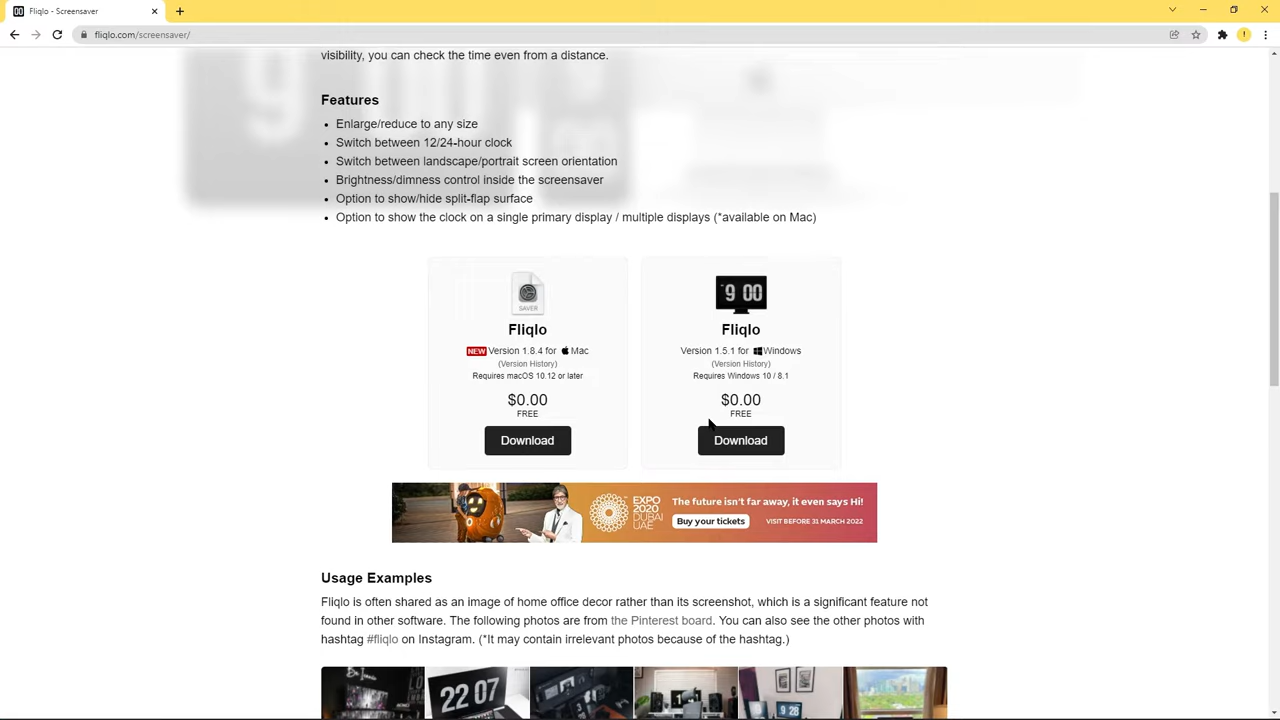 Fliqlo - Screensaver
fliqlo.com/screensaver/
visibility, you can check the time even from a distance.
Features
• Enlarge/reduce to any size
• Switch between 12/24-hour clock
• Switch between landscape/portrait screen orientation
• Brightness/dimness control inside the screensaver
• Option to show/hide split-flap surface
• Option to show the clock on a single primary display / multiple displays (*available on Mac)
SAVER
Fliqlo
NEW Version 1.8.4 for Mac
(Version History)
Requires macOS 10.12 or later
$0.00
FREE
Download
9 00
Fliqlo
Version 1.5.1 for Windows
(Version History)
Requires Windows 10 / 8.1
$0.00
FREE
Download
EXPO
2020
DUBAI
UAE
The future isn't far away, it even says Hi!
Buy your tickets
VISIT BEFORE 31 MARCH 2022
Usage Examples
Fliqlo is often shared as an image of home office decor rather than its screenshot, which is a significant feature not
found in other software. The following photos are from the Pinterest board. You can also see the other photos with
hashtag #fliqlo on Instagram. (*It may contain irrelevant photos because of the hashtag.)
22 07
9 28